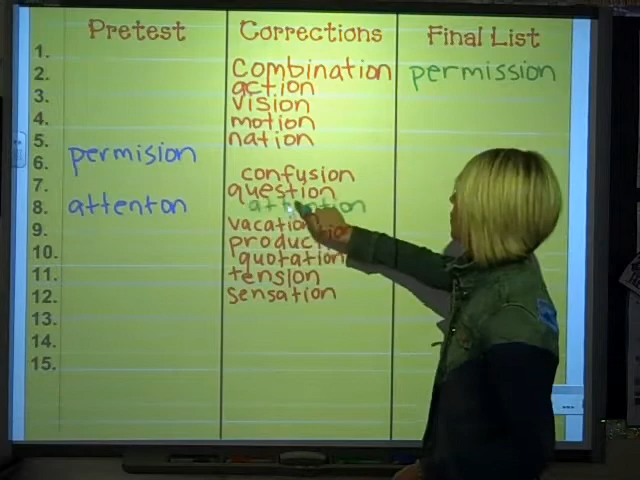 Pretest Corrections Final List
1.
2. combination permission
3. action
vision
4. motion
5. nation
6. permision
confusion
7. question
8. attenton attention
9. vacation
10. production
quotation
11. tension
12. sensation
13.
14.
15.